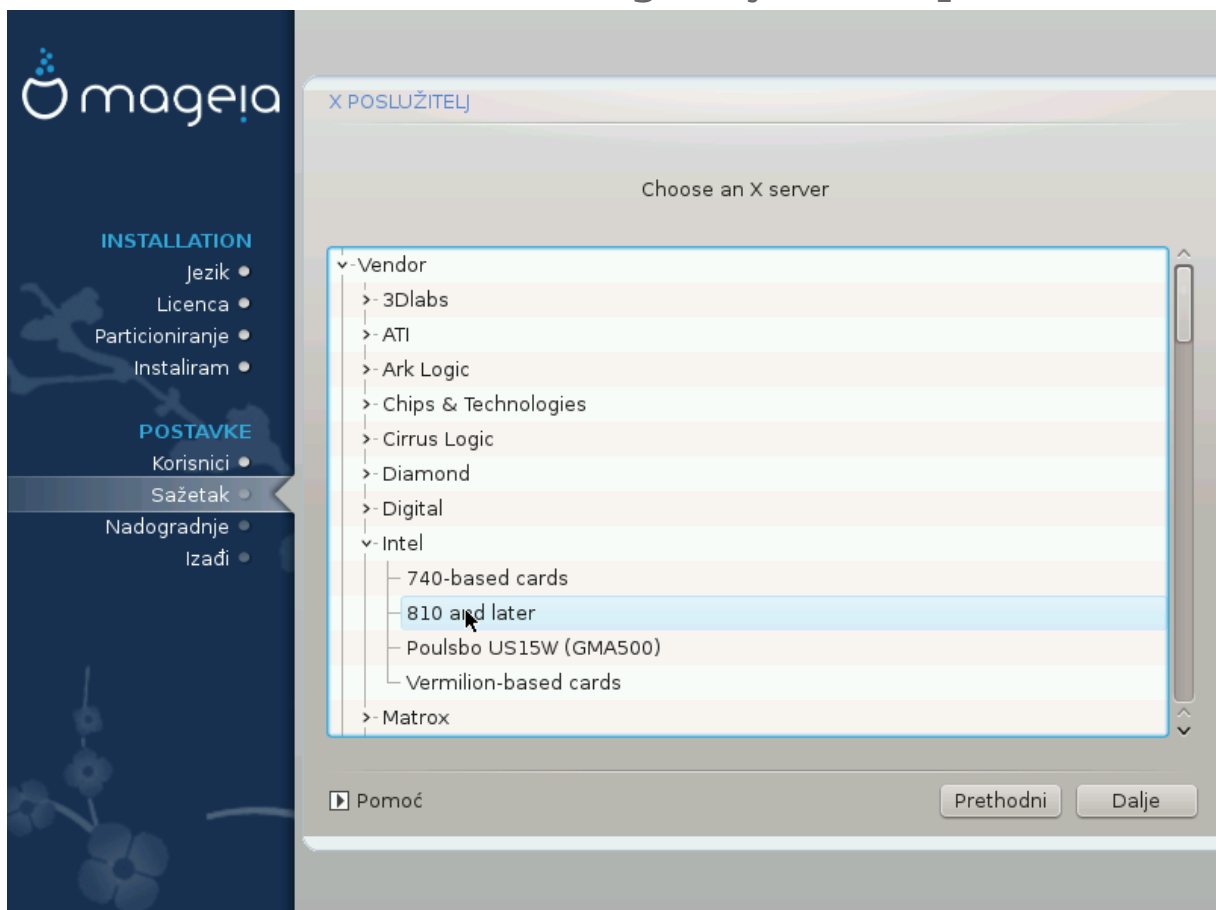 mageia
INSTALLATION
Jezik
Licenca
Particioniranje
Instaliram
POSTAVKE
Korisnici
Sažetak
Nadogradnje
Izađi
X POSLUŽITELJ
Choose an X server
Vendor
3Dlabs
ATI
Ark Logic
Chips & Technologies
Cirrus Logic
Diamond
Digital
Intel
740-based cards
810 and later
Poulsbo US15W (GMA500)
Vermilion-based cards
Matrox
Pomoć
Prethodni
Dalje